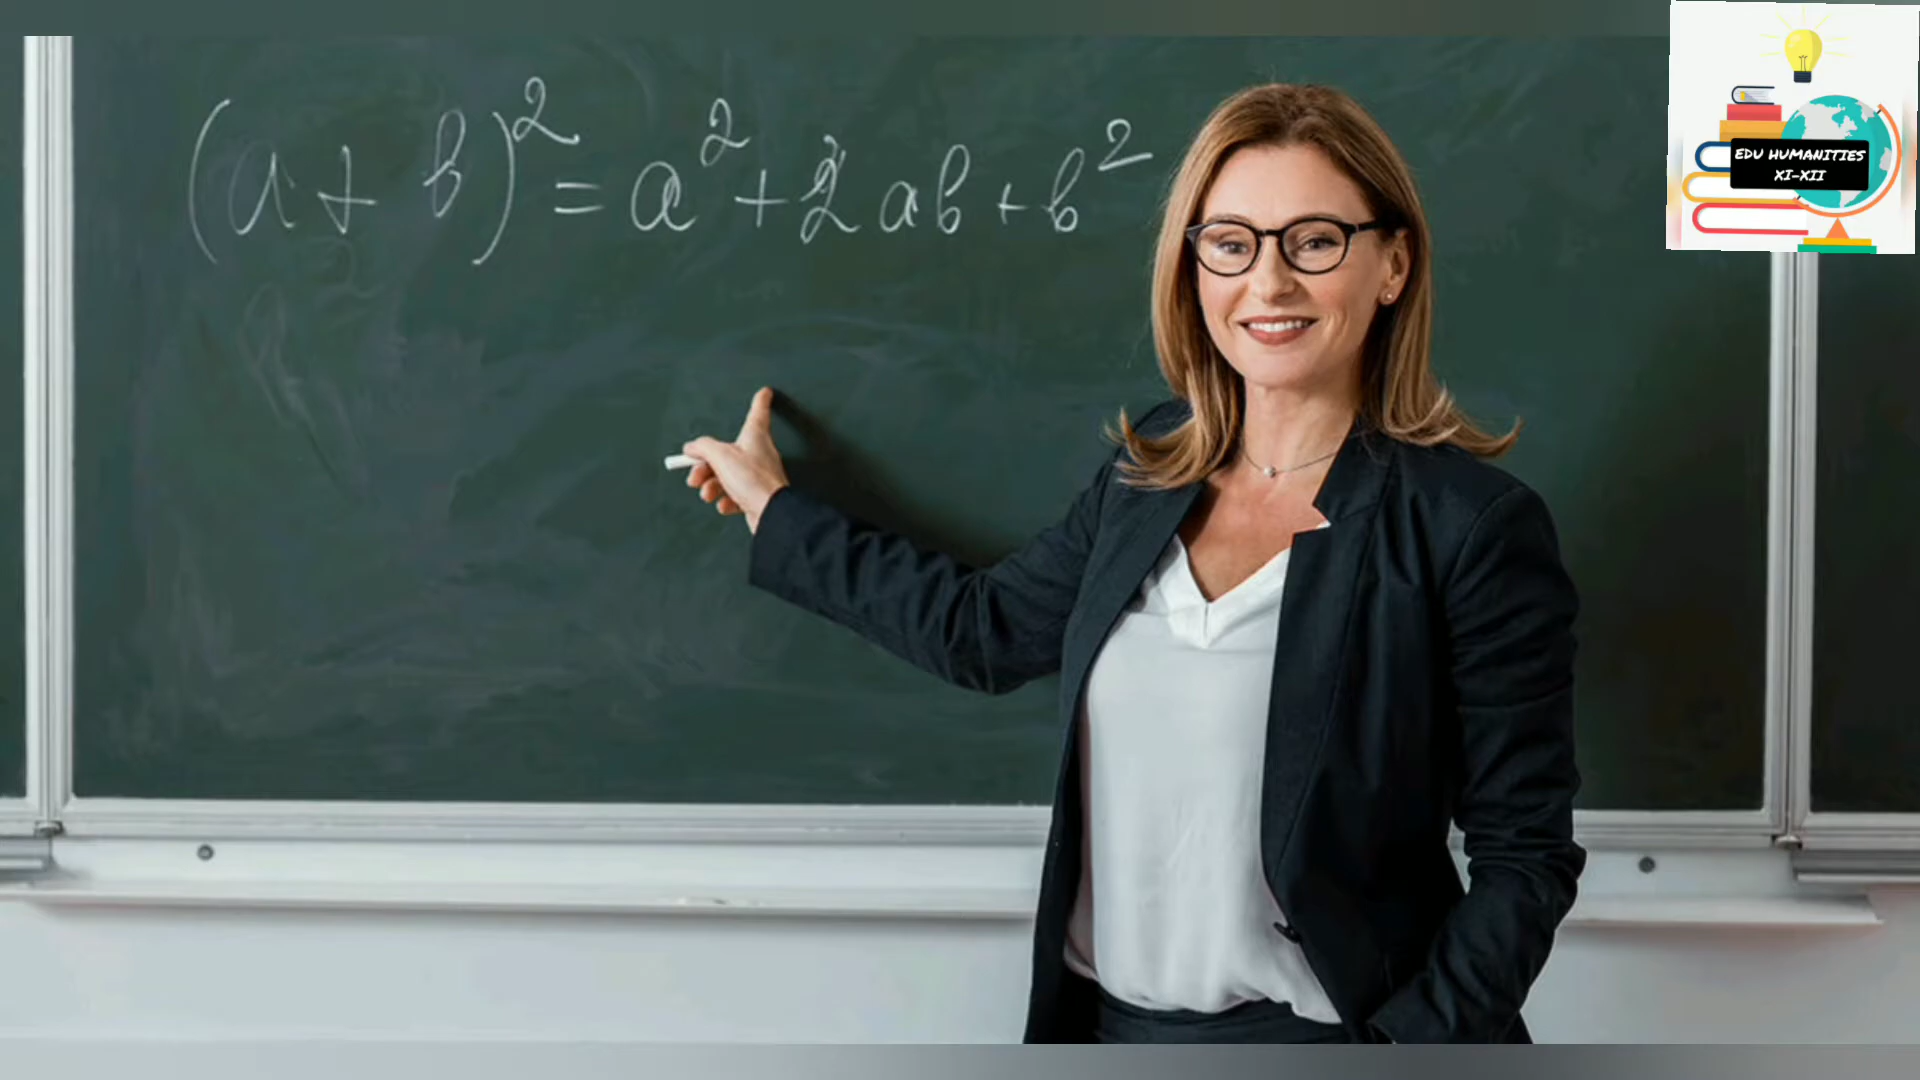 (a + b)² = a² + 2ab + b²
EDU HUMANITIES
XI-XII